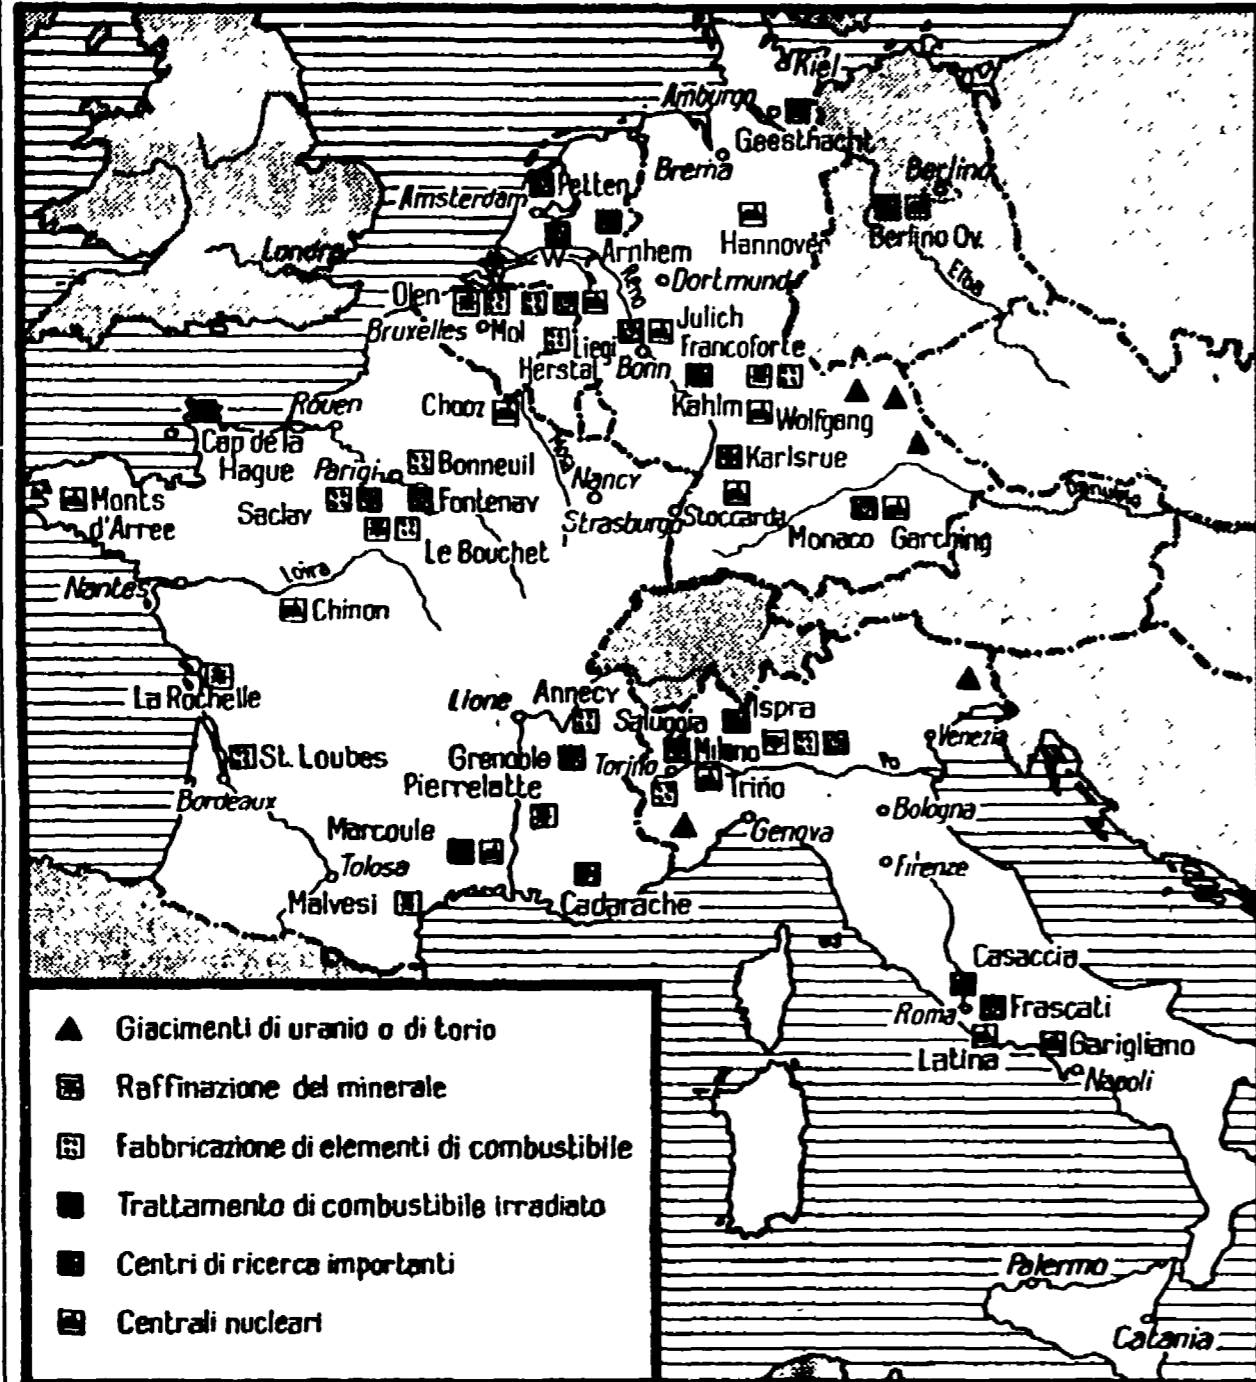 Kiel
Amburgo
Geesthacht
Brema
Berlino
Petten
Amsterdam
Hannover
Berlino Ov.
Arnhem
Londra
W
Reno
Dortmund
Elba
Olen
Julich
Bruxelles
Mol
Liegi
Francoforte
Herstal
Bonn
Chooz
Kahlm
Wolfgang
Rouen
Cap de la
Hague
Parigi
Bonneuil
Mosa
Nancy
Karlsrue
Danubio
Monts
d'Arree
Saclay
Fontenay
Strasburgo
Stoccarda
Monaco
Garching
Le Bouchet
Nantes
Loira
Chinon
La Rochelle
Lione
Annecy
Saluggia
Ispra
Venezia
St. Loubes
Grenoble
Torino
Milano
Po
Trino
Bordeaux
Pierrelatte
Bologna
Genova
Marcoule
Tolosa
Firenze
Malvesi
Cadarache
Casaccia
Roma
Frascati
Latina
Garigliano
Napoli
Palermo
Catania
Giacimenti di uranio o di torio
Raffinazione del minerale
Fabbricazione di elementi di combustibile
Trattamento di combustibile irradiato
Centri di ricerca importanti
Centrali nucleari